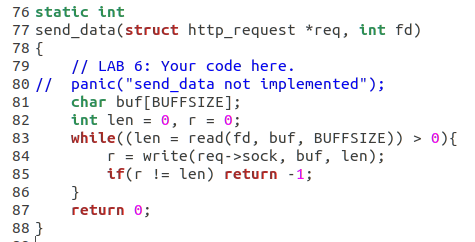 76 static int
77 send_data(struct http_request *req, int fd)
78 {
79     // LAB 6: Your code here.
80 //  panic("send_data not implemented");
81     char buf[BUFFSIZE];
82     int len = 0, r = 0;
83     while((len = read(fd, buf, BUFFSIZE)) > 0){
84         r = write(req->sock, buf, len);
85         if(r != len) return -1;
86     }
87     return 0;
88 }